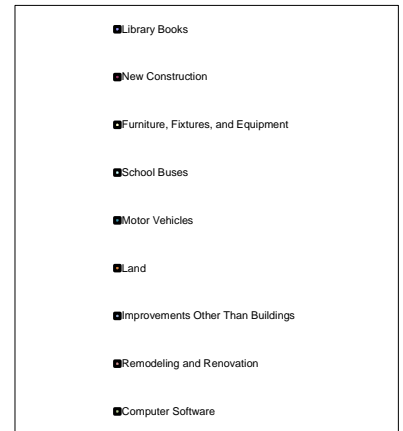 Library Books
New Construction
Furniture, Fixtures, and Equipment
School Buses
Motor Vehicles
Land
Improvements Other Than Buildings
Remodeling and Renovation
Computer Software